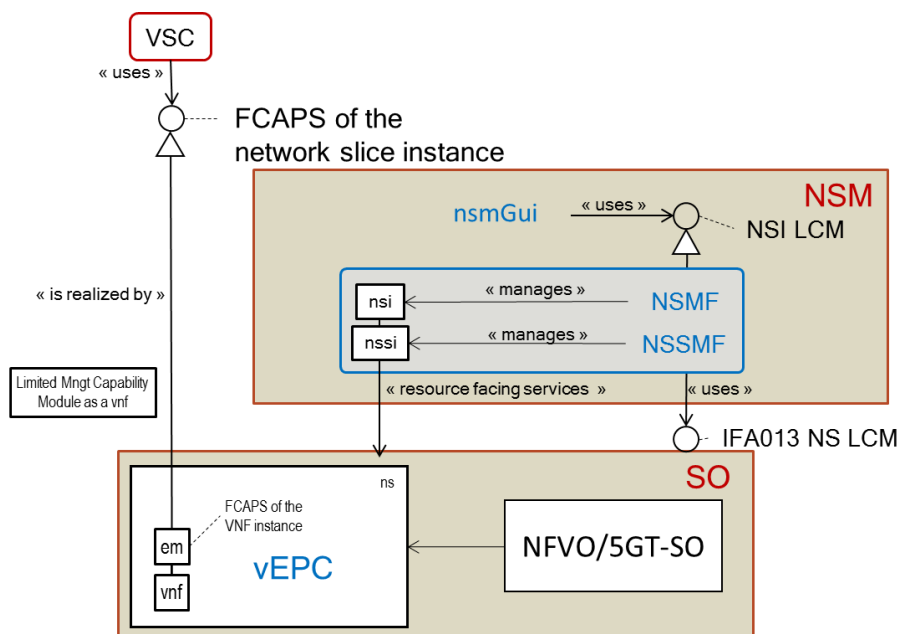 VSC
« uses »
FCAPS of the
network slice instance
NSM
nsmGui
« uses »
NSI LCM
« is realized by »
nsi
« manages »
NSMF
nssi
« manages »
NSSMF
Limited Mngt Capability
Module as a vnf
« resource facing services »
« uses »
IFA013 NS LCM
SO
ns
FCAPS of the
VNF instance
em
vEPC
vnf
NFVO/5GT-SO